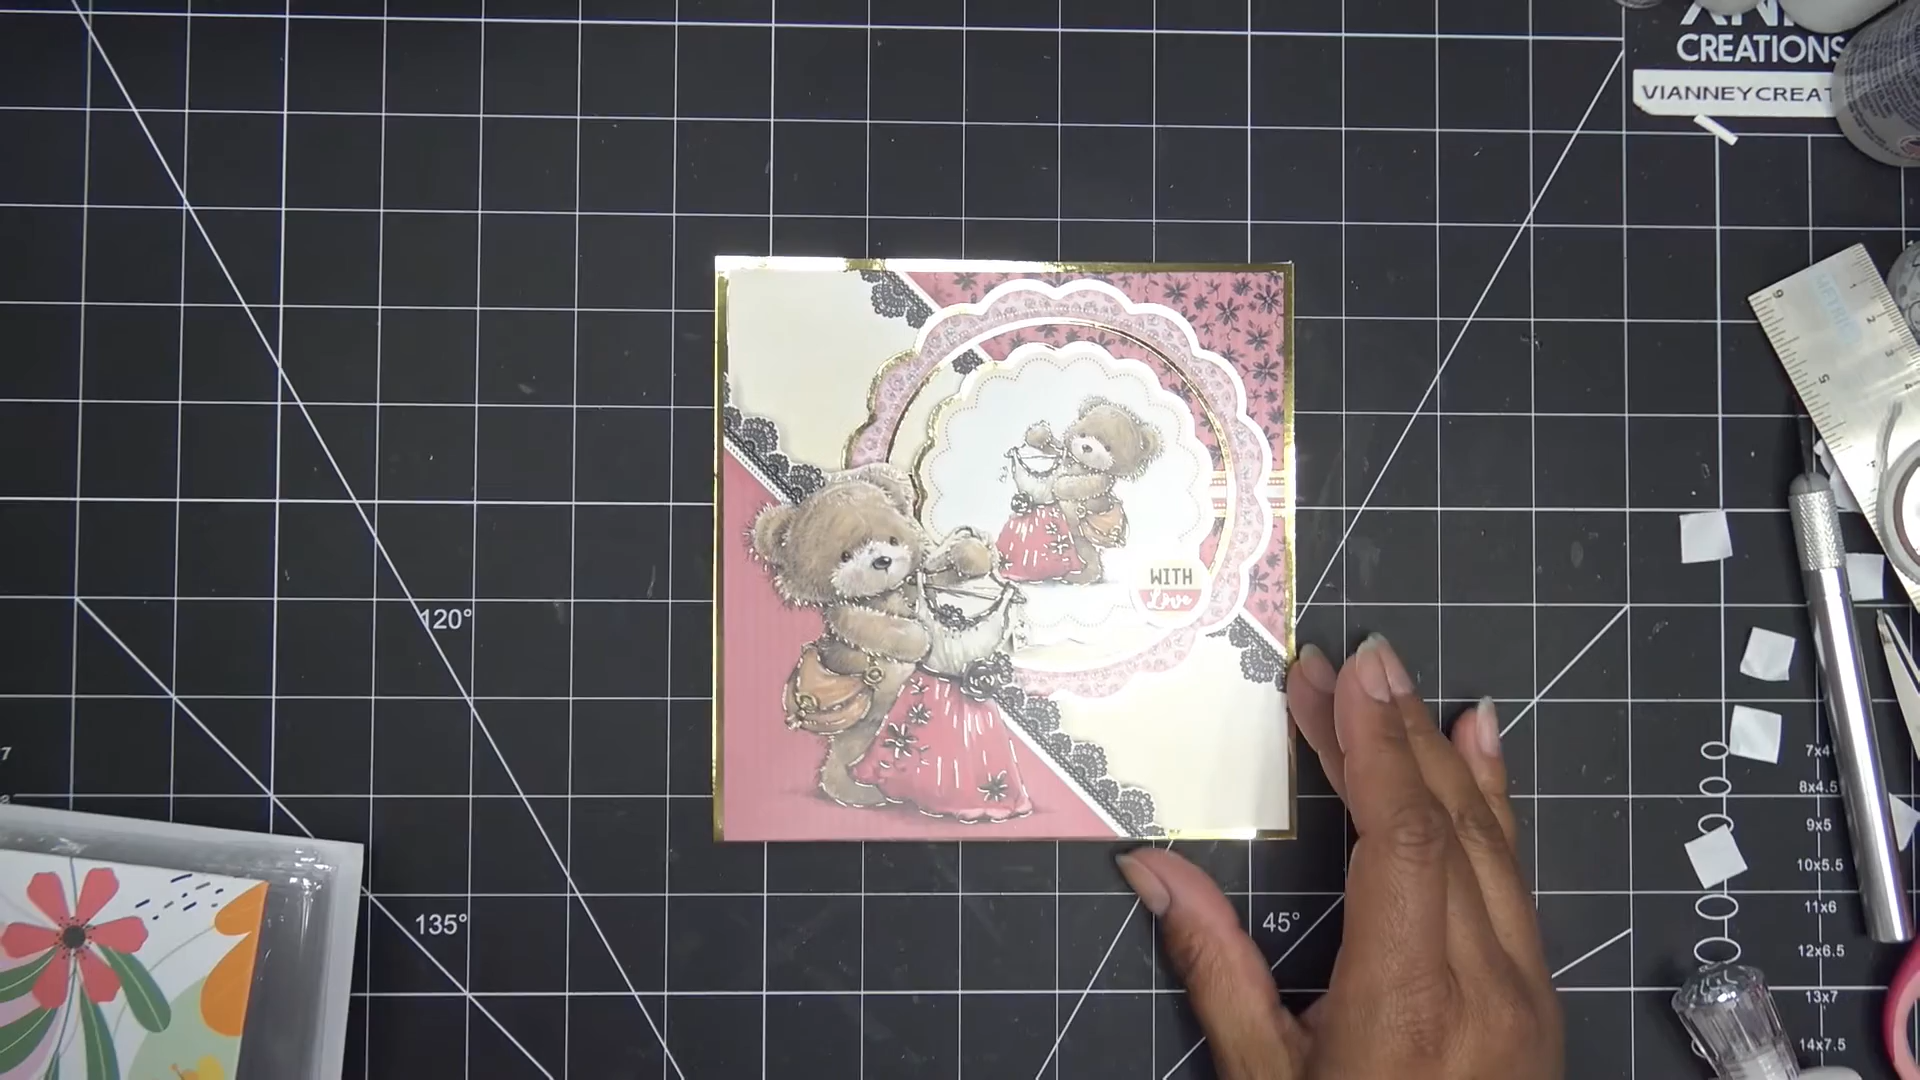 CREATIONS
VIANNEYCREAT
WITH
Love
120°
135°
45°
7x4
8x4.5
9x5
10x5.5
11x6
12x6.5
13x7
14x7.5